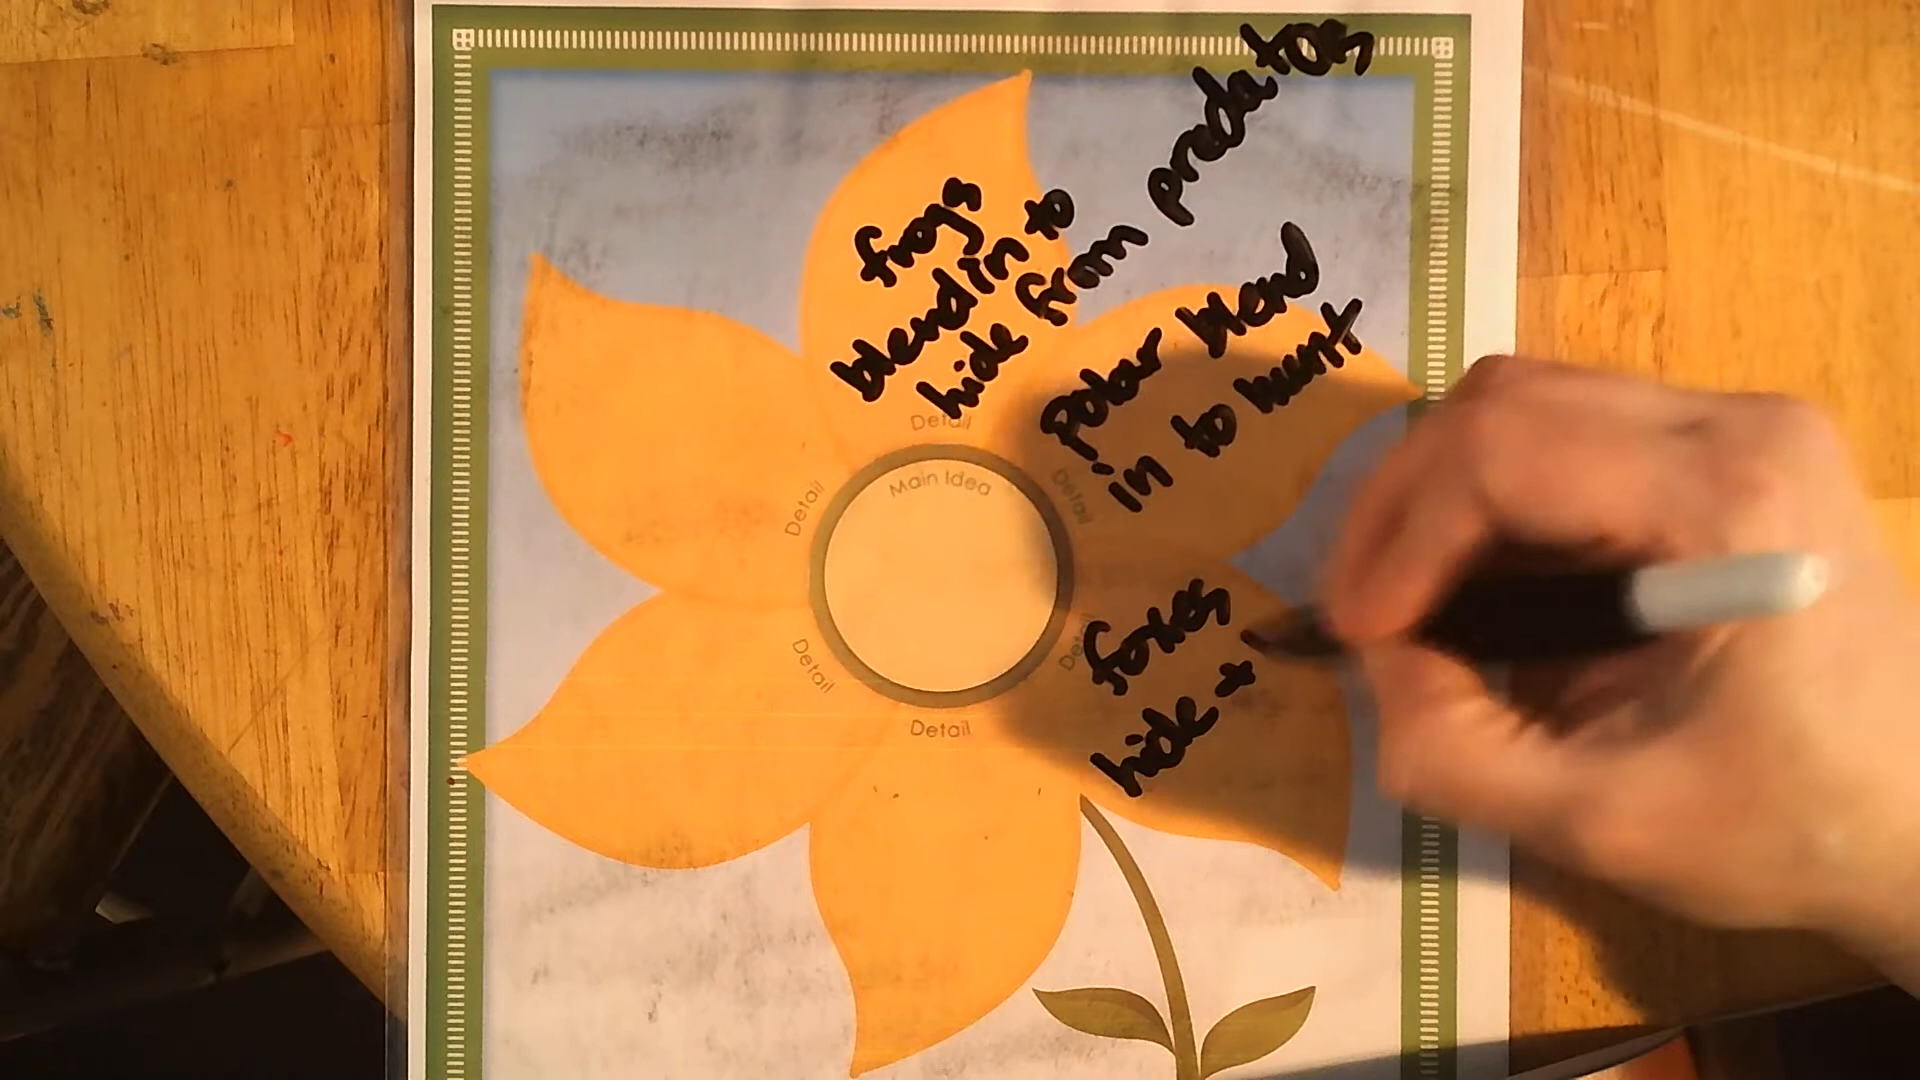 frogs
blend in to
hide from predators
Detail
polar blend
in to hunt
Detail
Main Idea
Detail
foxes
hide +
Detail
Detail
Detail